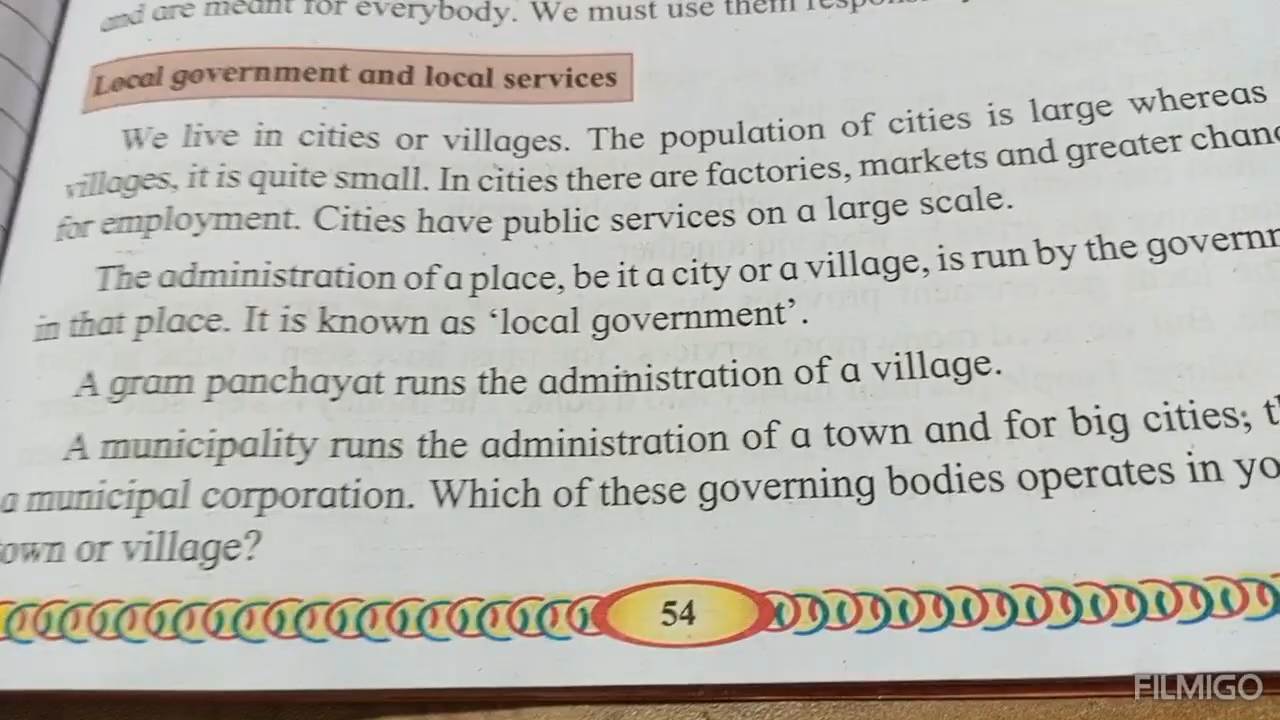 and are meant for everybody. We must use them
Local government and local services
We live in cities or villages. The population of cities is large whereas
villages, it is quite small. In cities there are factories, markets and greater
for employment. Cities have public services on a large scale.
The administration of a place, be it a city or a village, is run by the
in that place. It is known as ‘local government’.
A gram panchayat runs the administration of a village.
A municipality runs the administration of a town and for big cities;
a municipal corporation. Which of these governing bodies operates in
or village?
54
FILMIGO